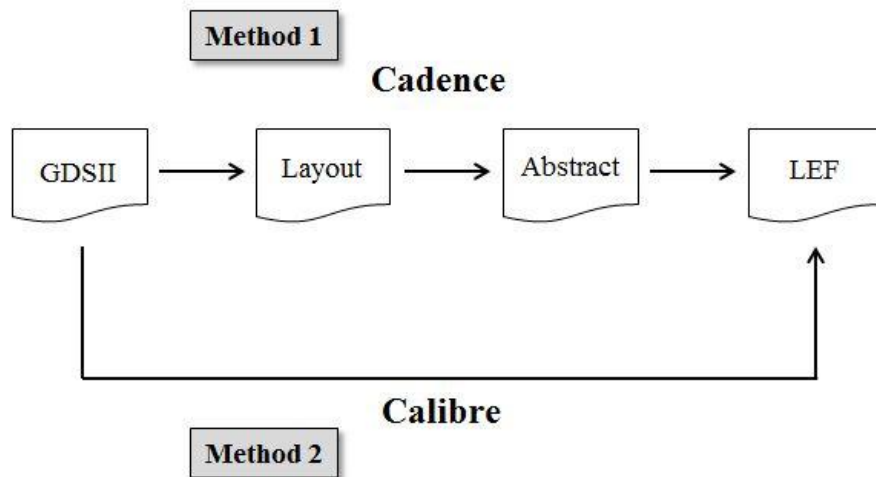 Method 1
Cadence
GDSII
Layout
Abstract
LEF
Calibre
Method 2